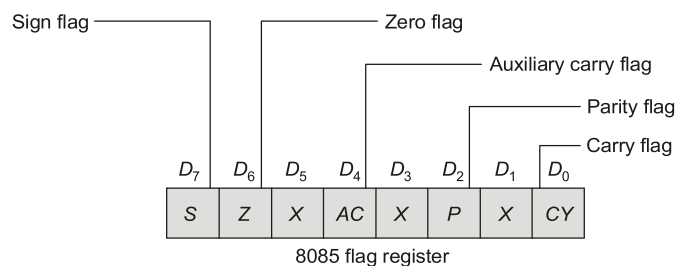 Sign flag Zero flag
Auxiliary carry flag
Parity flag
Carry flag
D7 D6 D5 D4 D3 D2 D1 D0
S Z X AC X P X CY
8085 flag register